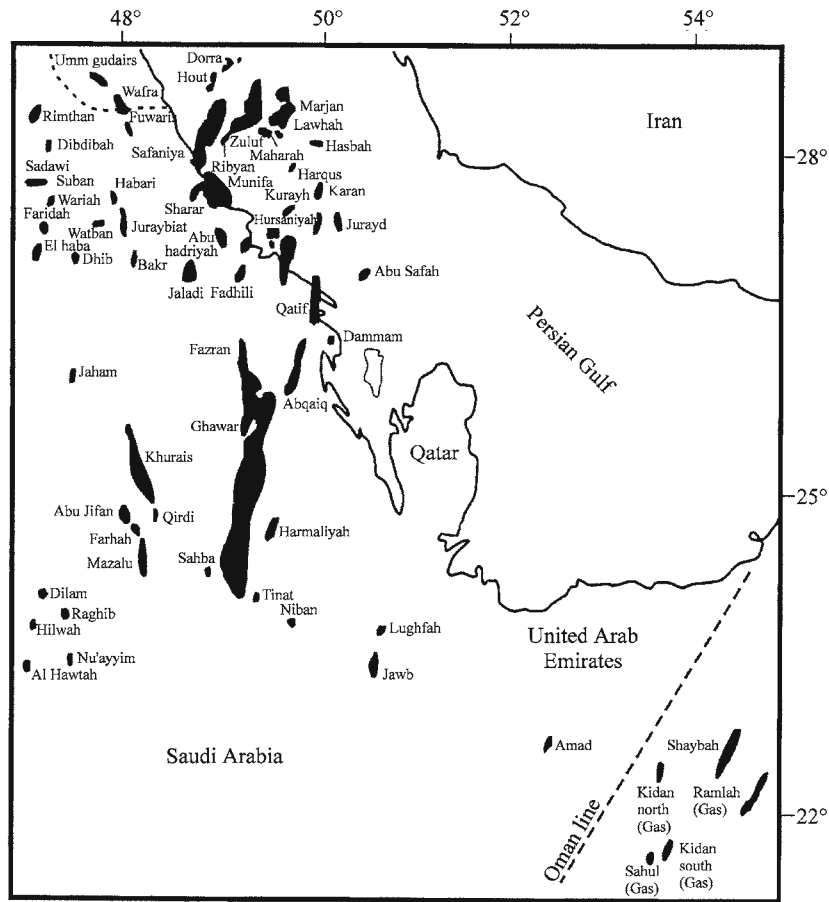 48°
50°
52°
54°
Umm gudairs
Dorra
Hout
Wafra
Marjan
Iran
Rimthan
Fuwaris
Lawhah
Zuluf
Hasbah
Dibdibah
Safaniya
Maharah
28°
Sadawi
Ribyan
Harqus
Suban
Habari
Munifa
Karan
Wariah
Kurayh
Faridah
Sharar
Hursaniyah
Jurayd
Watban
Juraybiat
Abu
hadriyah
El haba
Dhib
Bakr
Abu Safah
Jaladi
Fadhili
Qatif
Persian Gulf
Dammam
Fazran
Jaham
Abqaiq
Ghawar
Khurais
Qatar
25°
Abu Jifan
Qirdi
Farhah
Harmaliyah
Mazalu
Sahba
Dilam
Tinat
Raghib
Niban
Hilwah
Lughfah
United Arab
Emirates
Nu'ayyim
Al Hawtah
Jawb
Saudi Arabia
Amad
Shaybah
Kidan
north
(Gas)
Ramlah
(Gas)
22°
Oman line
Kidan
south
(Gas)
Sahul
(Gas)